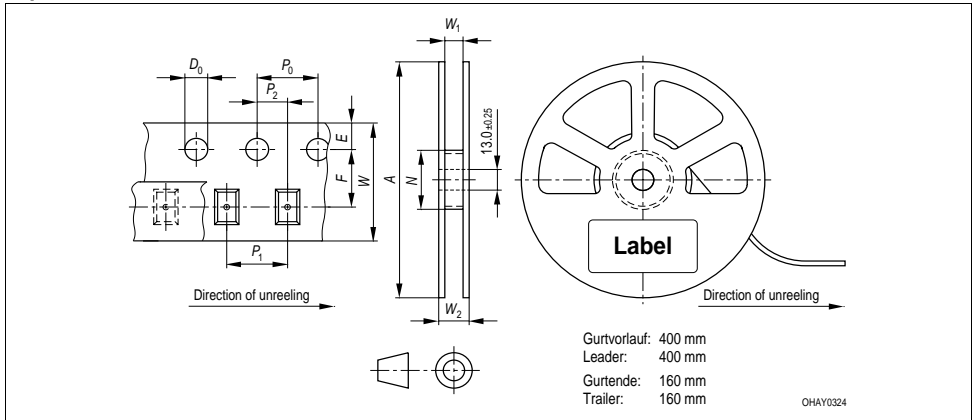 W1
D0
P0
P2
E
F
W
A
N
13.0 ±0.25
P1
Label
Direction of unreeling
W2
Direction of unreeling
Gurtvorlauf: 400 mm
Leader: 400 mm
Gurtende: 160 mm
Trailer: 160 mm
OHAY0324